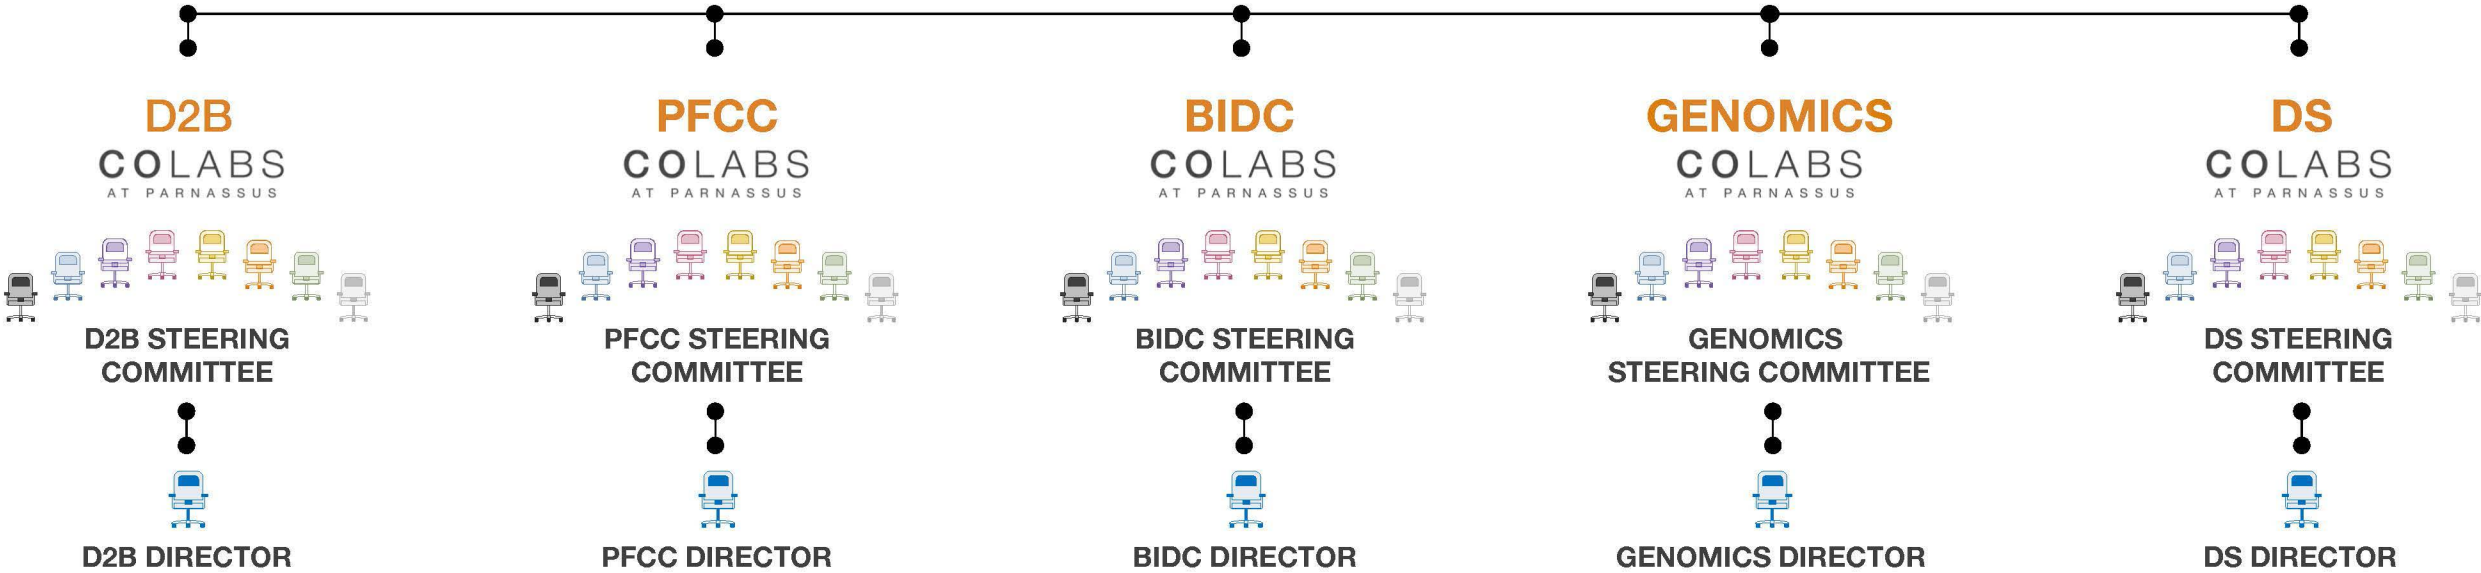 D2B
COLABS
AT PARNASSUS
D2B STEERING
COMMITTEE
D2B DIRECTOR
PFCC
COLABS
AT PARNASSUS
PFCC STEERING
COMMITTEE
PFCC DIRECTOR
BIDC
COLABS
AT PARNASSUS
BIDC STEERING
COMMITTEE
BIDC DIRECTOR
GENOMICS
COLABS
AT PARNASSUS
GENOMICS
STEERING COMMITTEE
GENOMICS DIRECTOR
DS
COLABS
AT PARNASSUS
DS STEERING
COMMITTEE
DS DIRECTOR